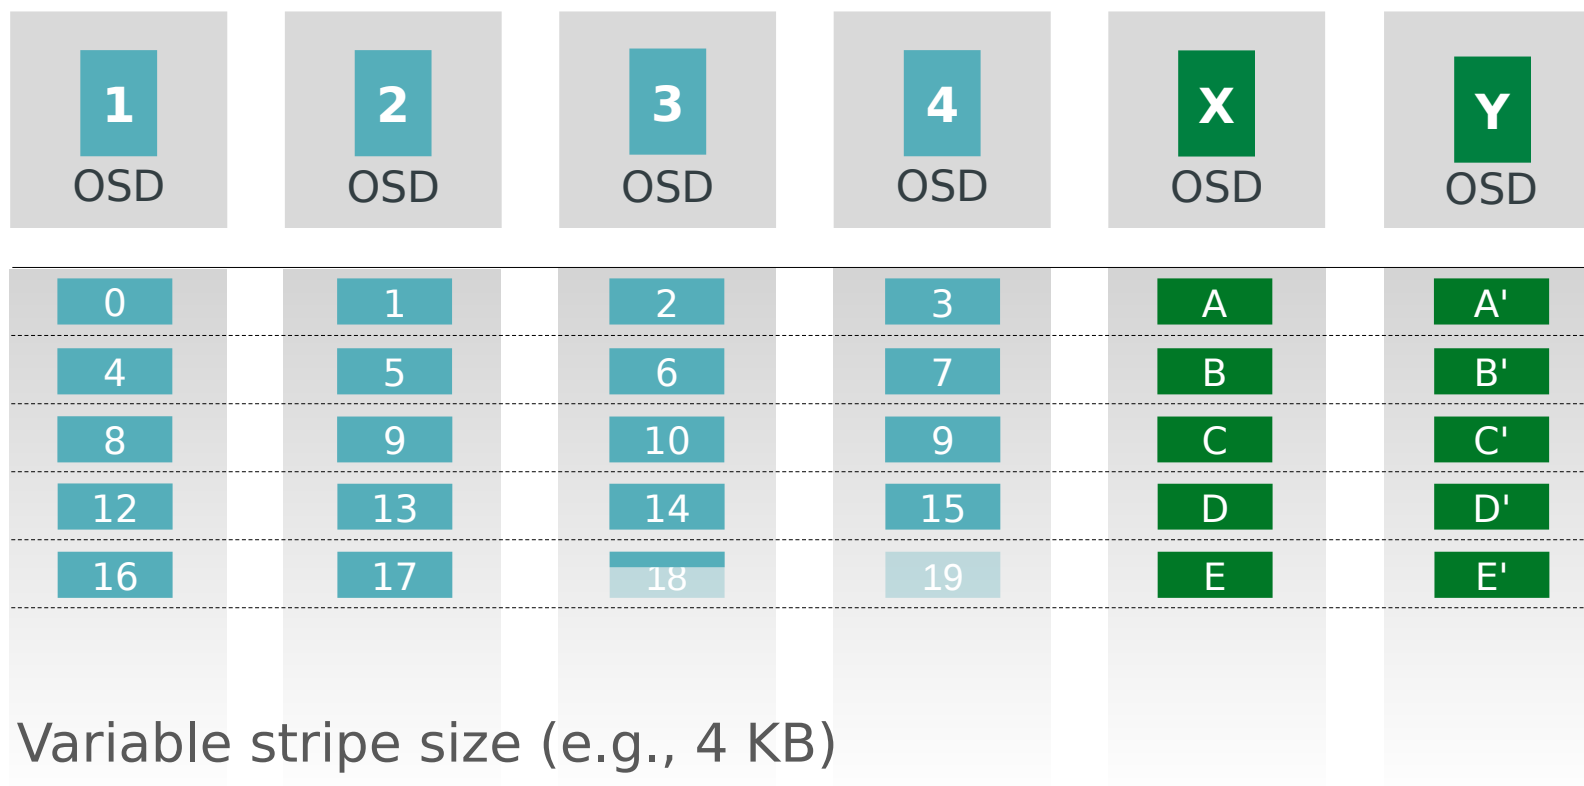 1 2 3 4 X Y
OSD OSD OSD OSD OSD OSD
0 1 2 3 A A'
4 5 6 7 B B'
8 9 10 9 C C'
12 13 14 15 D D'
16 17 18 19 E E'
Variable stripe size (e.g., 4 KB)